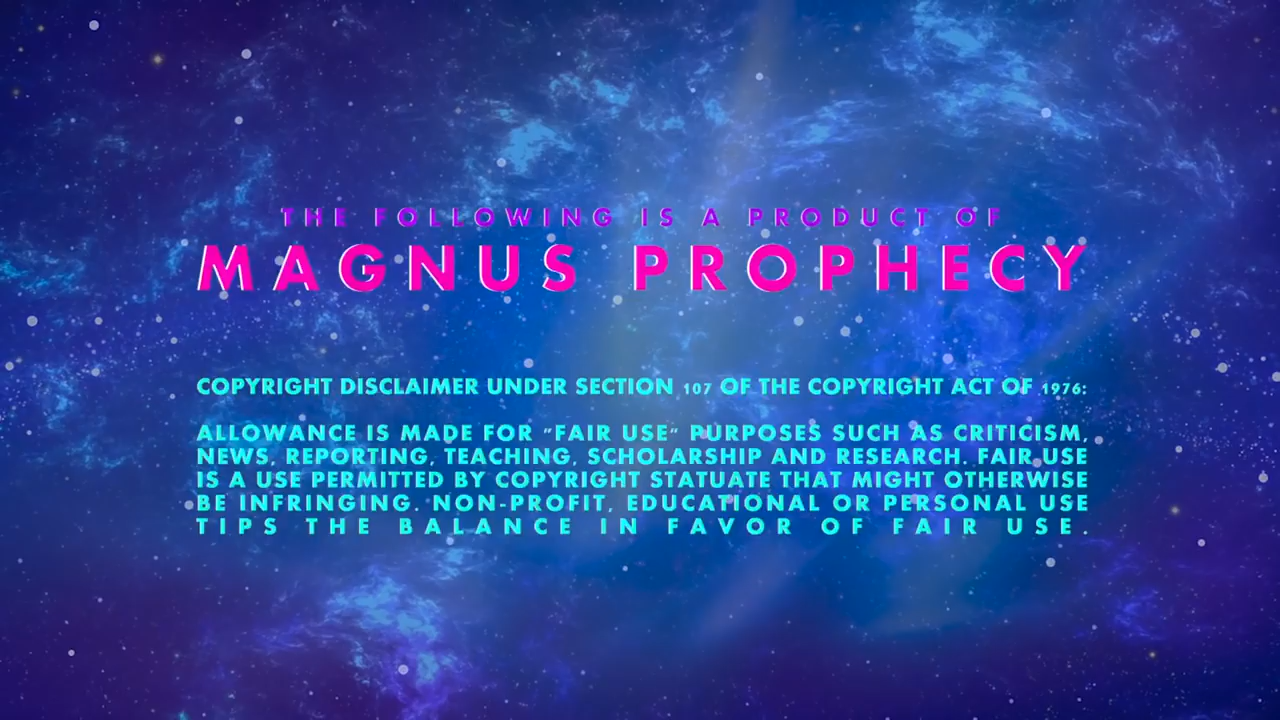 THE FOLLOWING IS A PRODUCT OF
MAGNUS PROPHECY
COPYRIGHT DISCLAIMER UNDER SECTION 107 OF THE COPYRIGHT ACT OF 1976:
ALLOWANCE IS MADE FOR "FAIR USE" PURPOSES SUCH AS CRITICISM,
NEWS, REPORTING, TEACHING, SCHOLARSHIP AND RESEARCH. FAIR USE
IS A USE PERMITTED BY COPYRIGHT STATUATE THAT MIGHT OTHERWISE
BE INFRINGING. NON-PROFIT, EDUCATIONAL OR PERSONAL USE
TIPS THE BALANCE IN FAVOR OF FAIR USE.